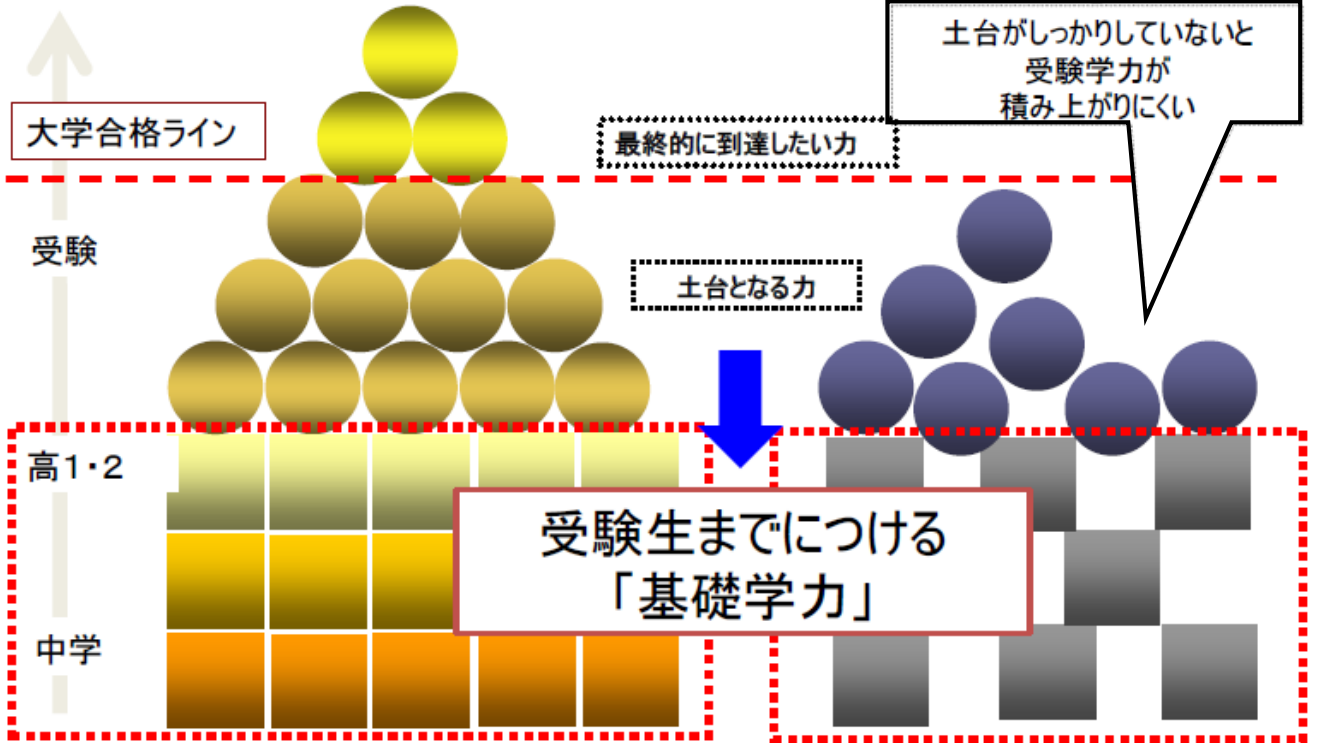 土台がしっかりしていないと
受験学力が
積み上がりにくい
大学合格ライン
最終的に到達したい力
受験
土台となる力
高1・2
受験生までにつける
「基礎学力」
中学